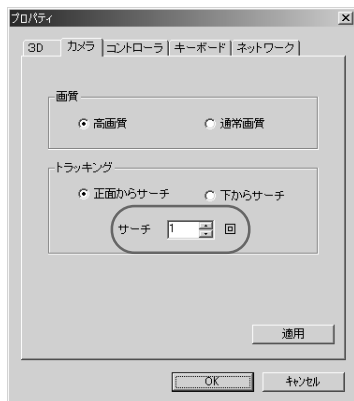 プロパティ
3D カメラ コントローラ キーボード ネットワーク
画質
高画質 通常画質
トラッキング
正面からサーチ 下からサーチ
サーチ 1 回
適用
OK キャンセル